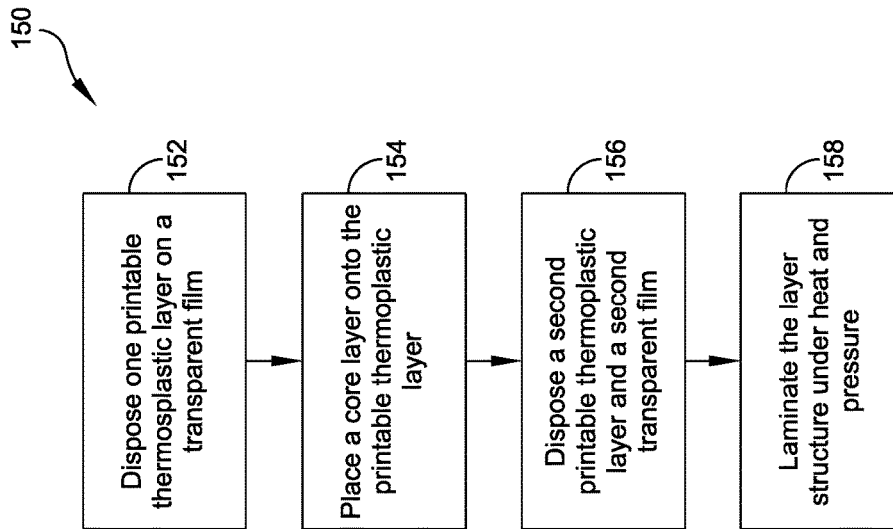 150
152
Dispose one printable
thermosplastic layer on a
transparent film
154
Place a core layer onto the
printable thermoplastic
layer
156
Dispose a second
printable thermoplastic
layer and a second
transparent film
158
Laminate the layer
structure under heat and
pressure